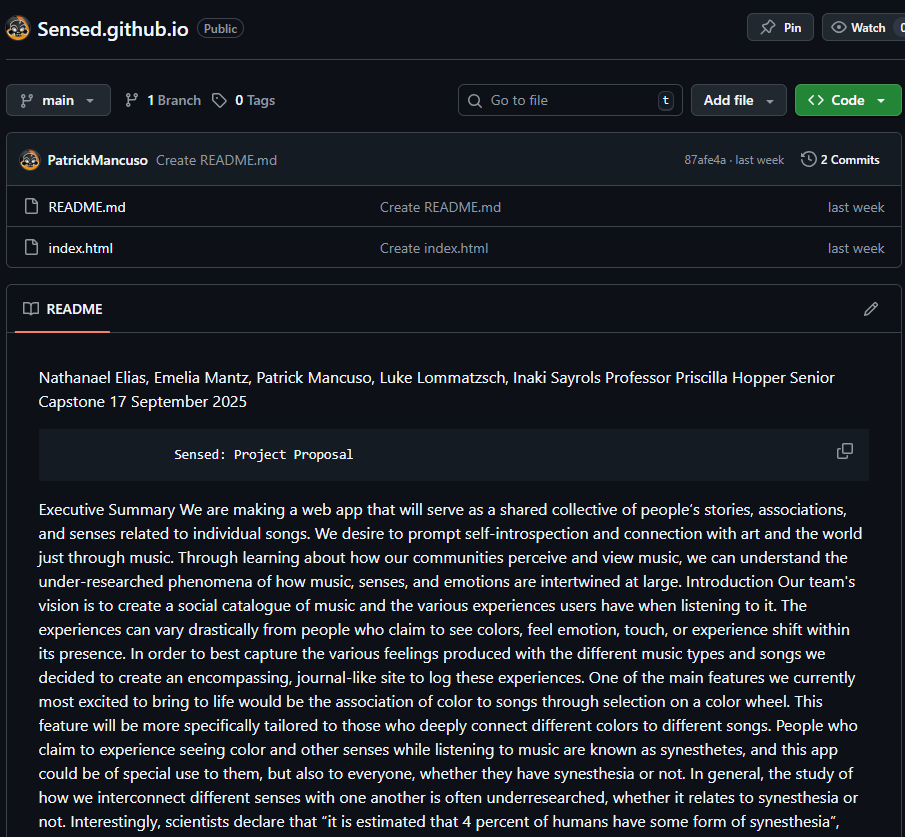 Sensed.github.io Public Pin Watch 0
main 1 Branch 0 Tags Go to file t Add file Code
PatrickMancuso Create README.md 87afe4a · last week 2 Commits
README.md Create README.md last week
index.html Create index.html last week
README
Nathanael Elias, Emelia Mantz, Patrick Mancuso, Luke Lommatzsch, Inaki Sayrols Professor Priscilla Hopper Senior
Capstone 17 September 2025
Sensed: Project Proposal
Executive Summary We are making a web app that will serve as a shared collective of people’s stories, associations,
and senses related to individual songs. We desire to prompt self-introspection and connection with art and the world
just through music. Through learning about how our communities perceive and view music, we can understand the
under-researched phenomena of how music, senses, and emotions are intertwined at large. Introduction Our team's
vision is to create a social catalogue of music and the various experiences users have when listening to it. The
experiences can vary drastically from people who claim to see colors, feel emotion, touch, or experience shift within
its presence. In order to best capture the various feelings produced with the different music types and songs we
decided to create an encompassing, journal-like site to log these experiences. One of the main features we currently
most excited to bring to life would be the association of color to songs through selection on a color wheel. This
feature will be more specifically tailored to those who deeply connect different colors to different songs. People who
claim to experience seeing color and other senses while listening to music are known as synesthetes, and this app
could be of special use to them, but also to everyone, whether they have synesthesia or not. In general, the study of
how we interconnect different senses with one another is often underresearched, whether it relates to synesthesia or
not. Interestingly, scientists declare that “it is estimated that 4 percent of humans have some form of synesthesia”,